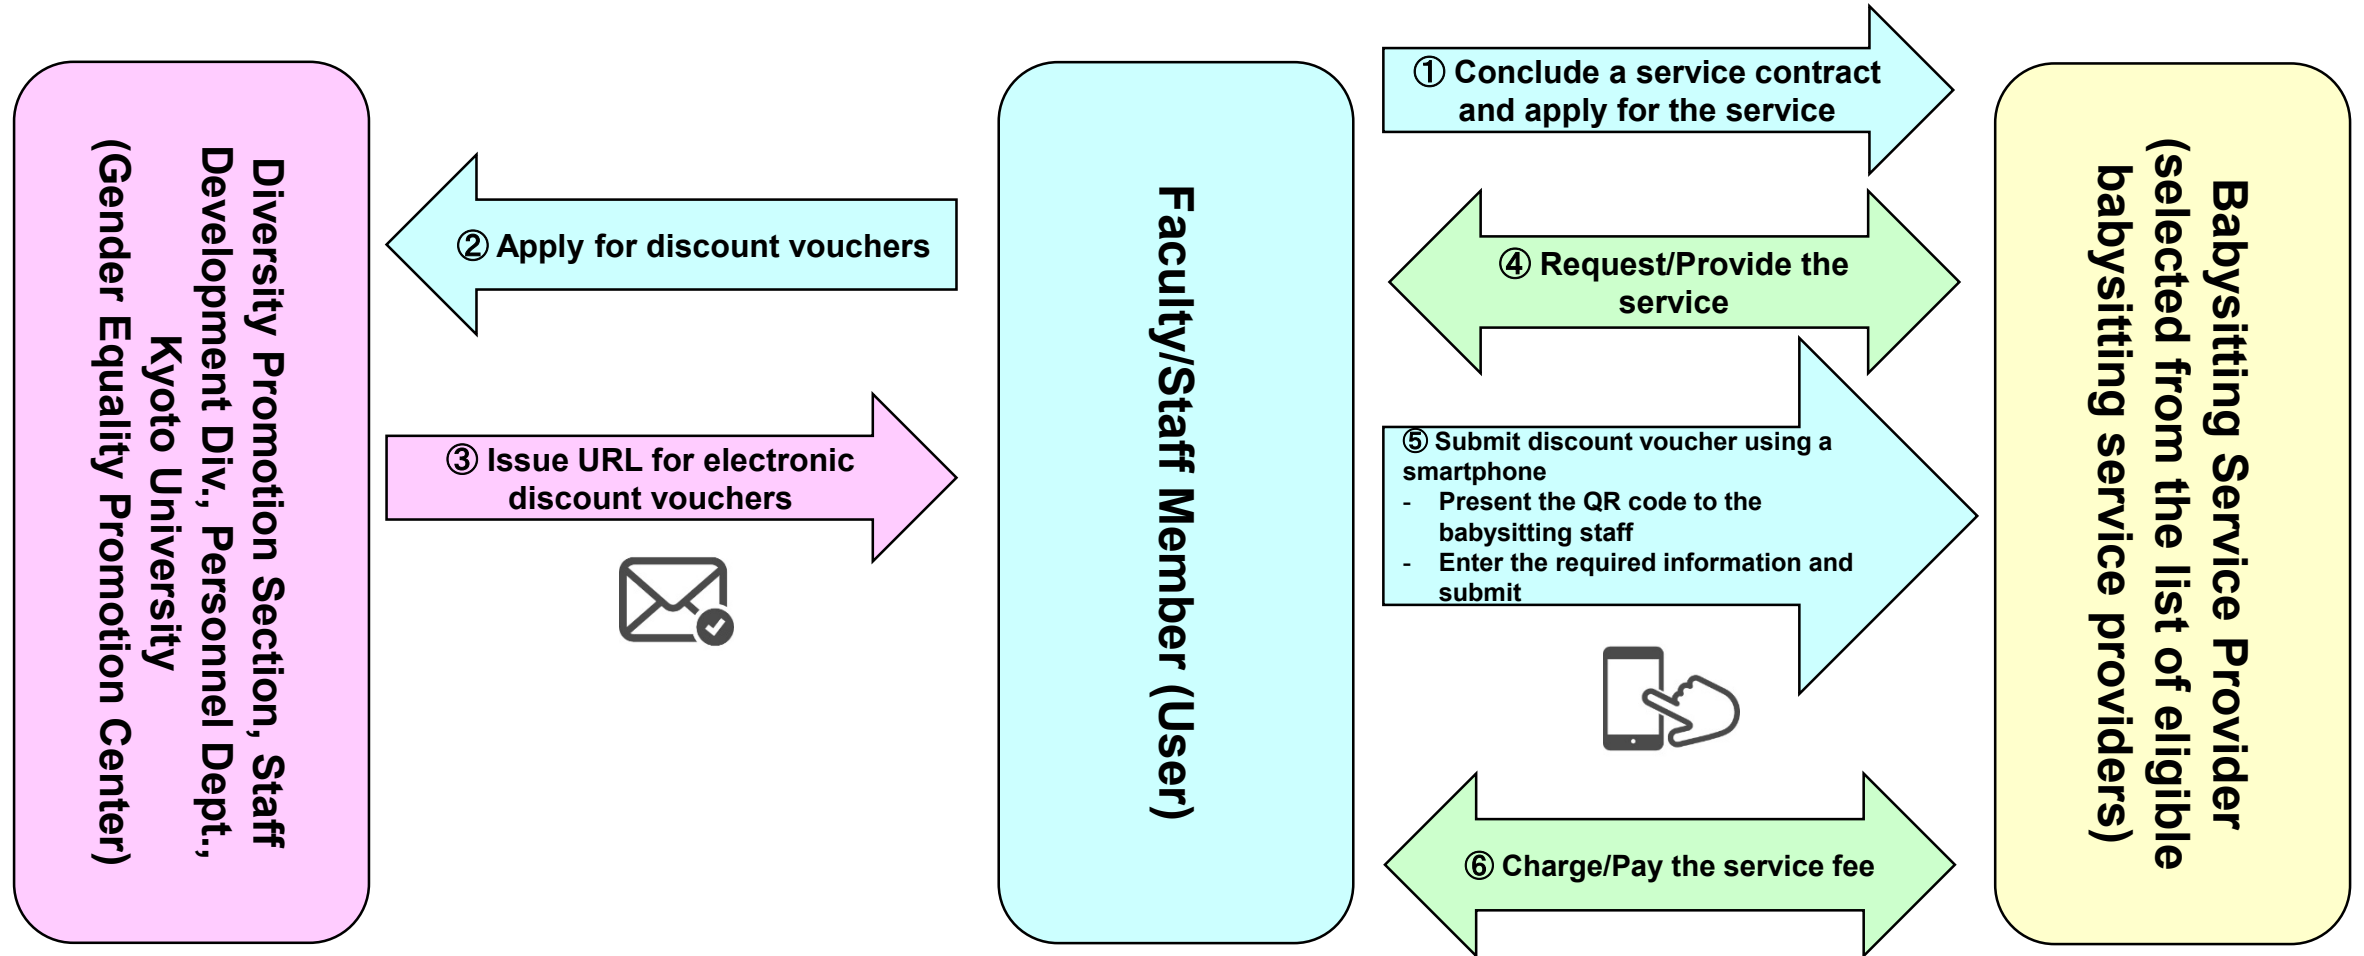 Diversity Promotion Section, Staff
Development Div., Personnel Dept.,
Kyoto University
(Gender Equality Promotion Center)
② Apply for discount vouchers
③ Issue URL for electronic
discount vouchers
Faculty/Staff Member (User)
① Conclude a service contract
and apply for the service
④ Request/Provide the
service
⑤ Submit discount voucher using a
smartphone
- Present the QR code to the
babysitting staff
- Enter the required information and
submit
⑥ Charge/Pay the service fee
Babysitting Service Provider
(selected from the list of eligible
babysitting service providers)